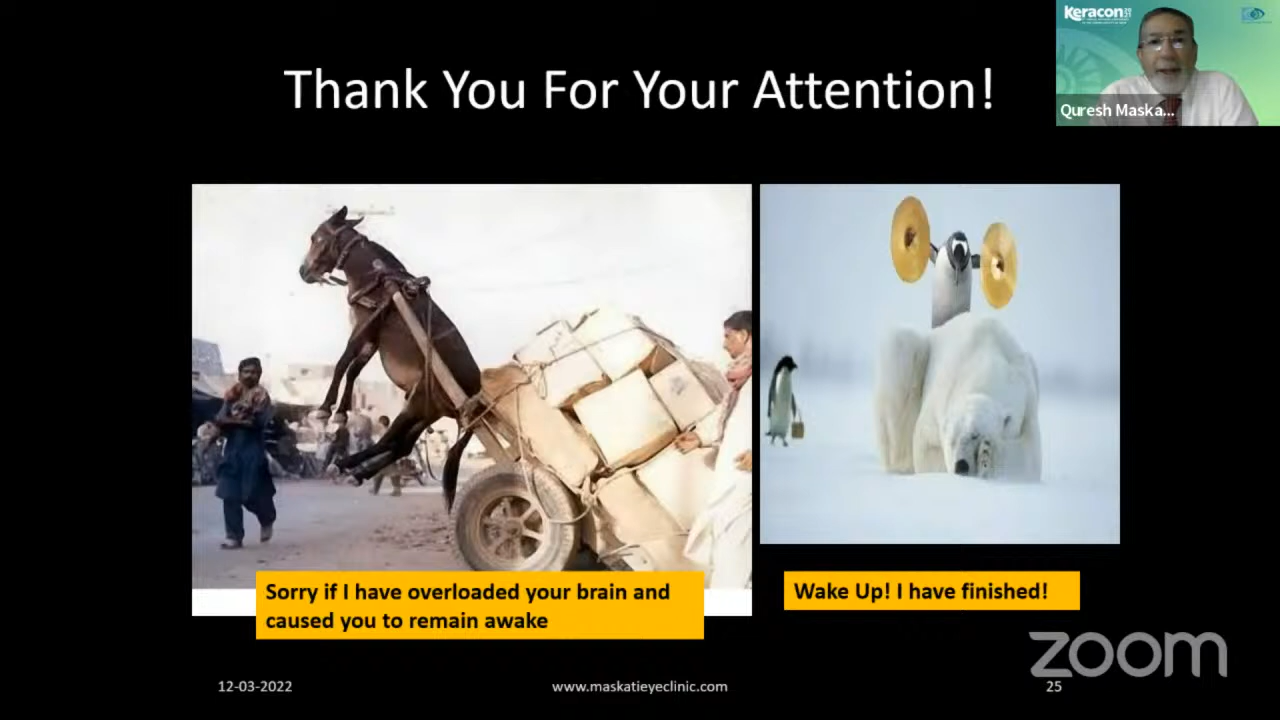 Keracon
Thank You For Your Attention!
Quresh Maska...
Sorry if I have overloaded your brain and
caused you to remain awake
Wake Up! I have finished!
zoom
12-03-2022
www.maskatieyeclinic.com
25